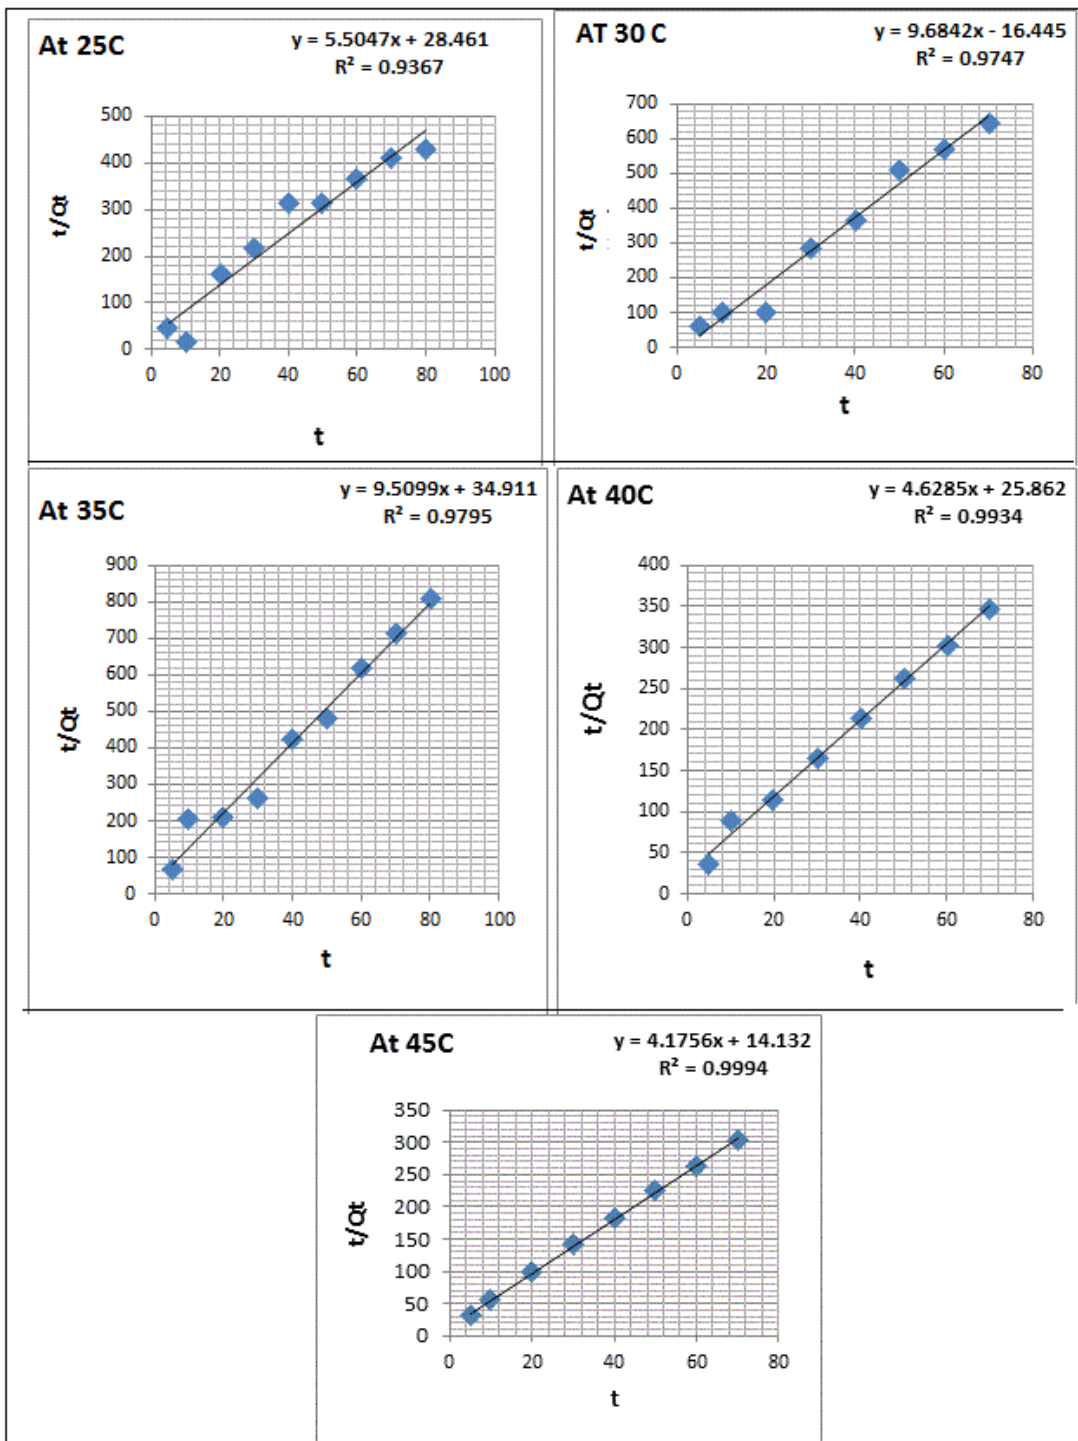 At 25C
y = 5.5047x + 28.461
R² = 0.9367
500
400
300
200
100
0
0 20 40 60 80 100
t/Qt
t
AT 30 C
y = 9.6842x - 16.445
R² = 0.9747
700
600
500
400
300
200
100
0
0 20 40 60 80
t/Qt
t
At 35C
y = 9.5099x + 34.911
R² = 0.9795
900
800
700
600
500
400
300
200
100
0
0 20 40 60 80 100
t/Qt
t
At 40C
y = 4.6285x + 25.862
R² = 0.9934
400
350
300
250
200
150
100
50
0
0 20 40 60 80
t/Qt
t
At 45C
y = 4.1756x + 14.132
R² = 0.9994
350
300
250
200
150
100
50
0
0 20 40 60 80
t/Qt
t